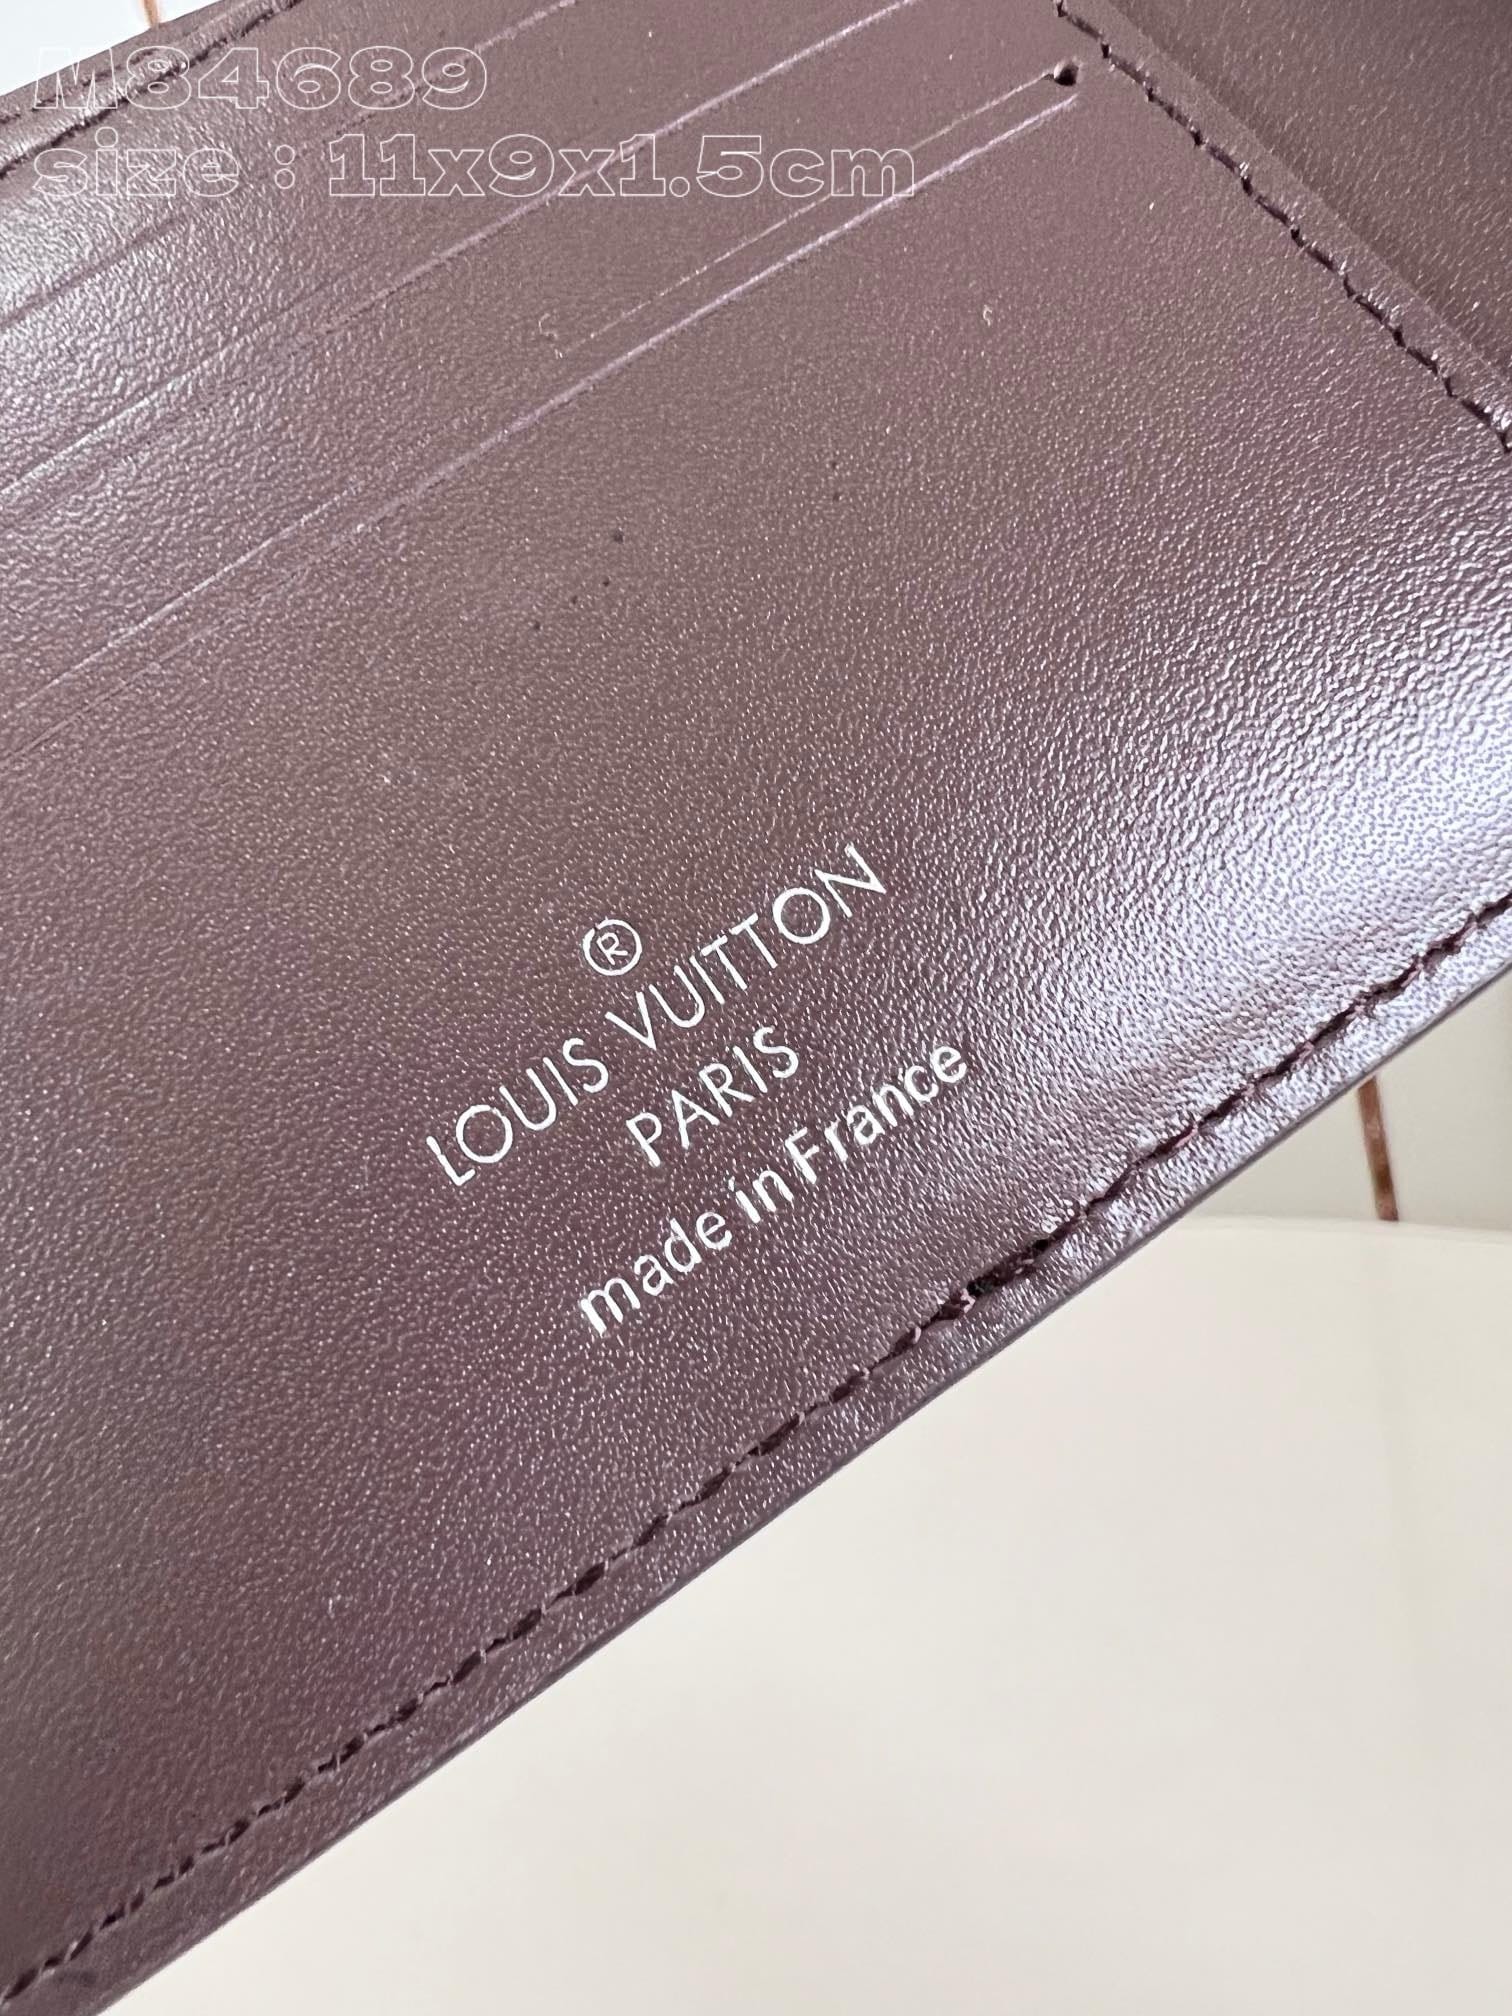 M84689
size : 11x9x1.5cm
®
LOUIS VUITTON
PARIS
made in France